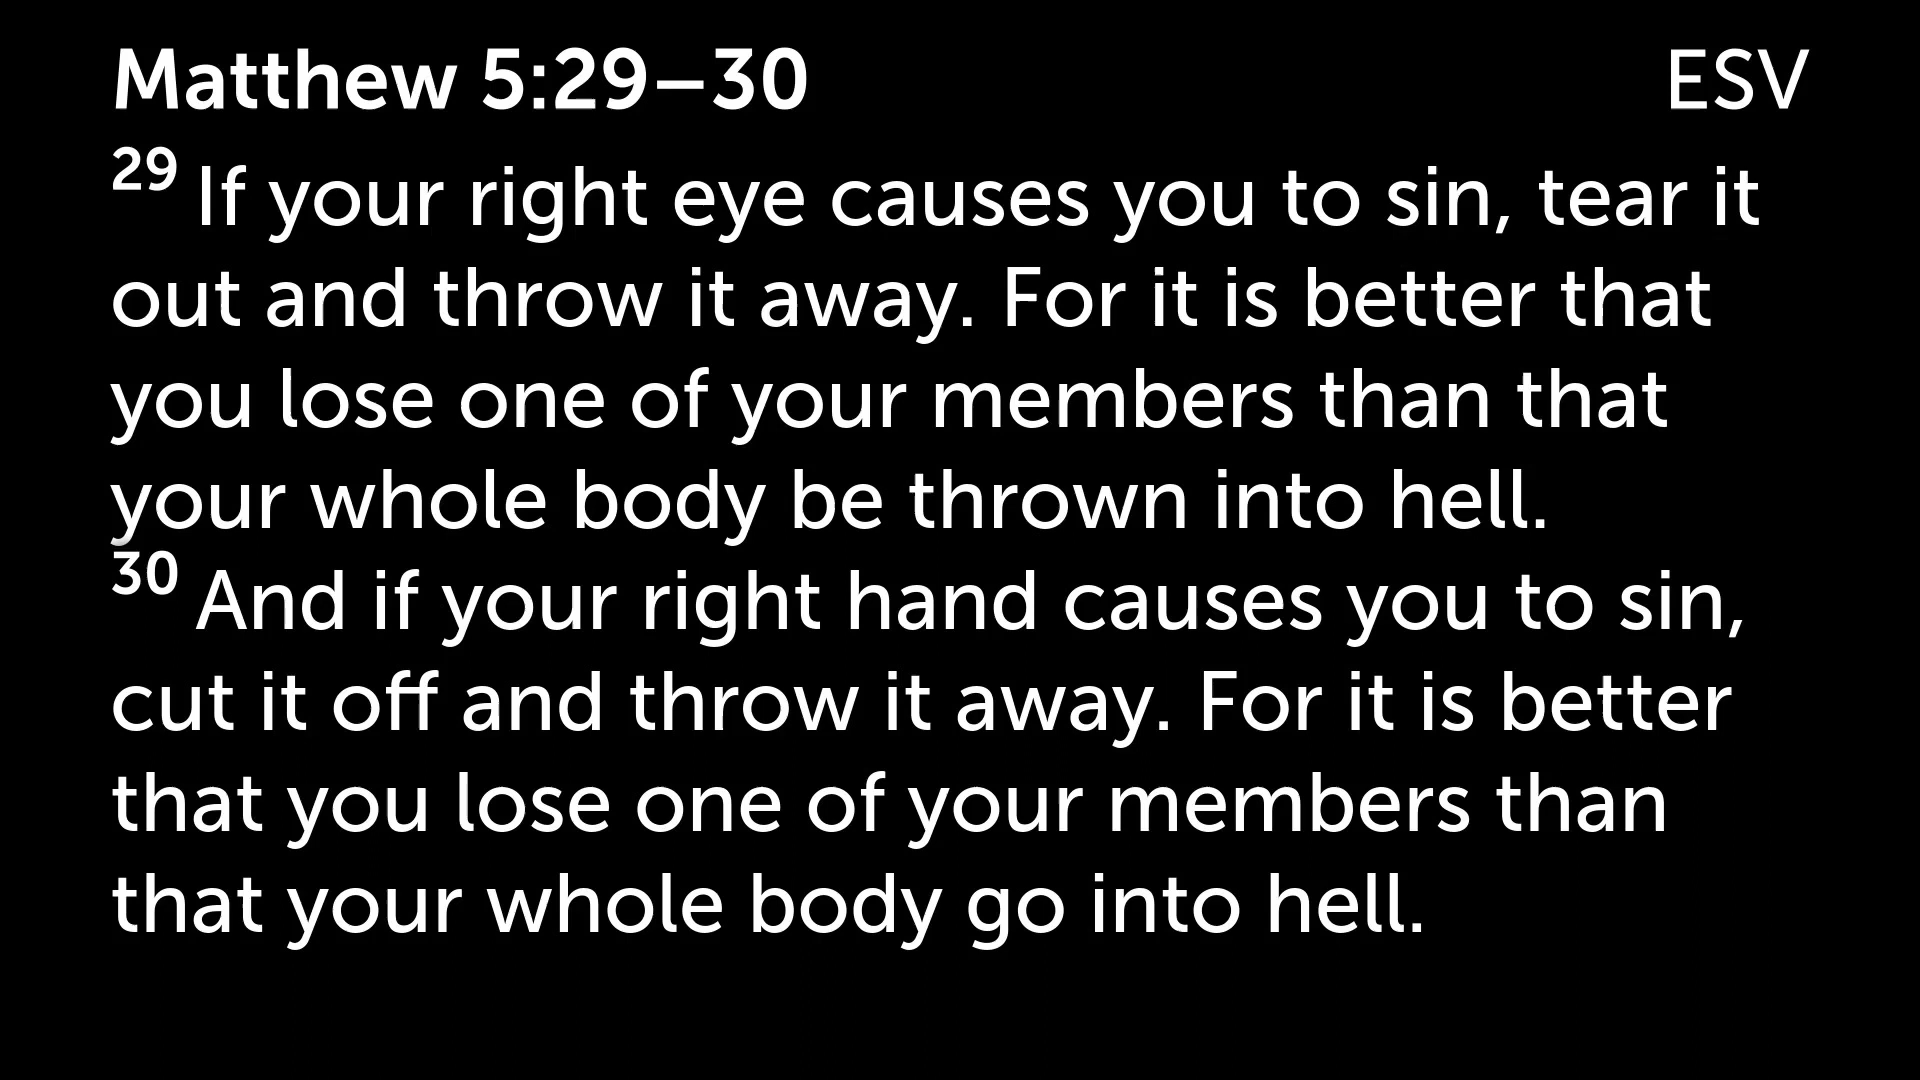 Matthew 5:29–30 ESV
29 If your right eye causes you to sin, tear it
out and throw it away. For it is better that
you lose one of your members than that
your whole body be thrown into hell.
30 And if your right hand causes you to sin,
cut it off and throw it away. For it is better
that you lose one of your members than
that your whole body go into hell.